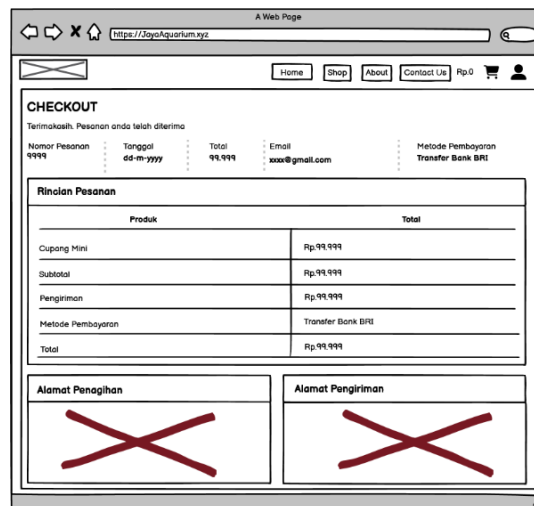 A Web Page
https://JayaAquarium.xyz
Home Shop About Contact Us Rp.0
CHECKOUT
Terimakasih. Pesanan anda telah diterima
Nomor Pesanan Tanggal Total Email Metode Pembayaran
9999 dd-m-yyyy 99.999 xxxx@gmail.com Transfer Bank BRI
Rincian Pesanan
Produk Total
Cupang Mini Rp.99.999
Subtotal Rp.99.999
Pengiriman Rp.99.999
Metode Pembayaran Transfer Bank BRI
Total Rp.99.999
Alamat Penagihan Alamat Pengiriman